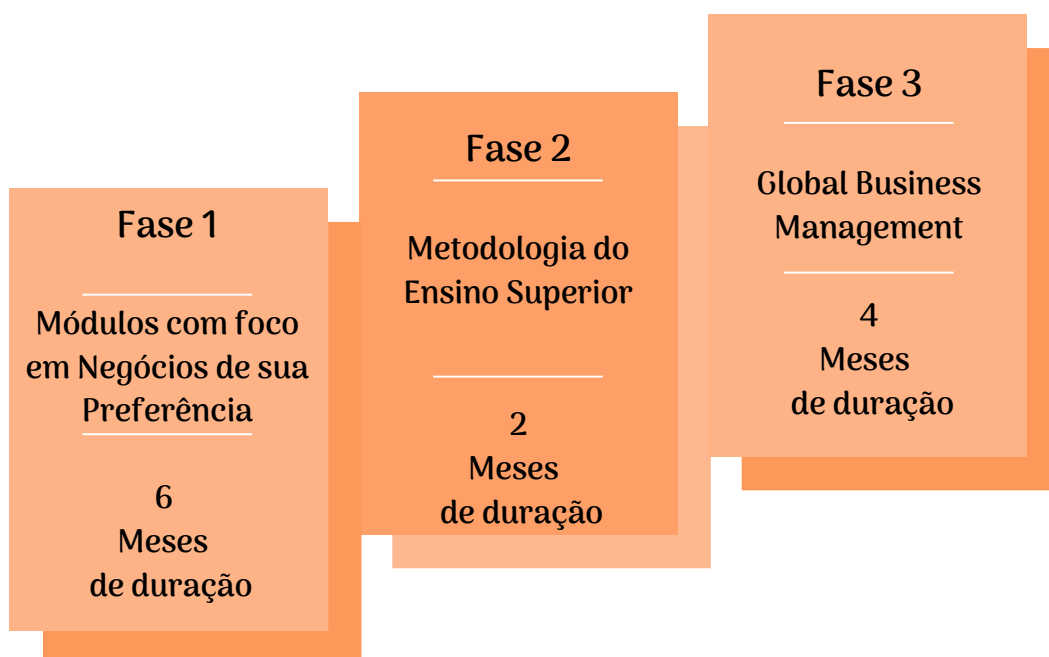 Fase 1
Módulos com foco
em Negócios de sua
Preferência
6
Meses
de duração
Fase 2
Metodologia do
Ensino Superior
2
Meses
de duração
Fase 3
Global Business
Management
4
Meses
de duração